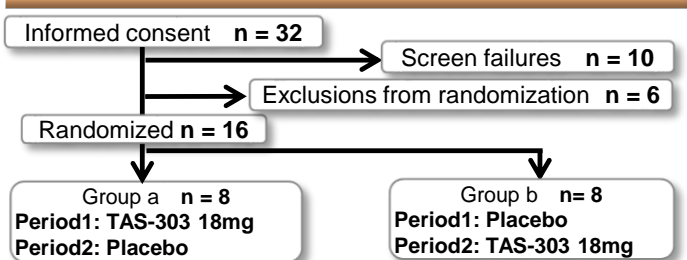 Informed consent n = 32
Screen failures n = 10
Exclusions from randomization n = 6
Randomized n = 16
Group a n = 8
Period1: TAS-303 18mg
Period2: Placebo
Group b n= 8
Period1: Placebo
Period2: TAS-303 18mg